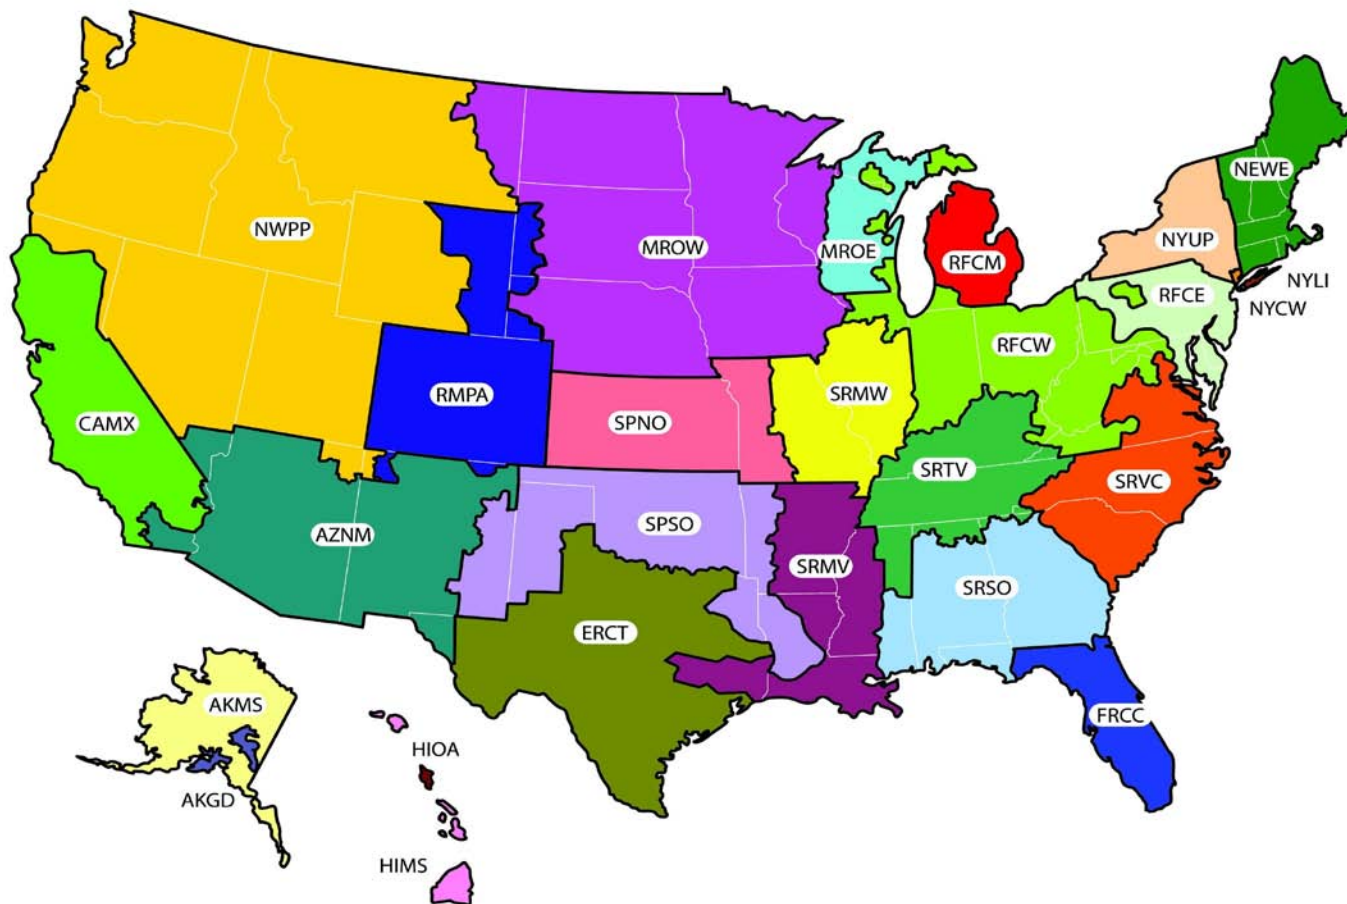 NEWE
NWPP
NYUP
MROW
MROE
RFCM
NYLI
RFCE
NYCW
RFCW
RMPA
SRMW
CAMX
SPNO
SRTV
SRVC
SPSO
AZNM
SRMV
SRSO
ERCT
AKMS
FRCC
HIOA
AKGD
HIMS